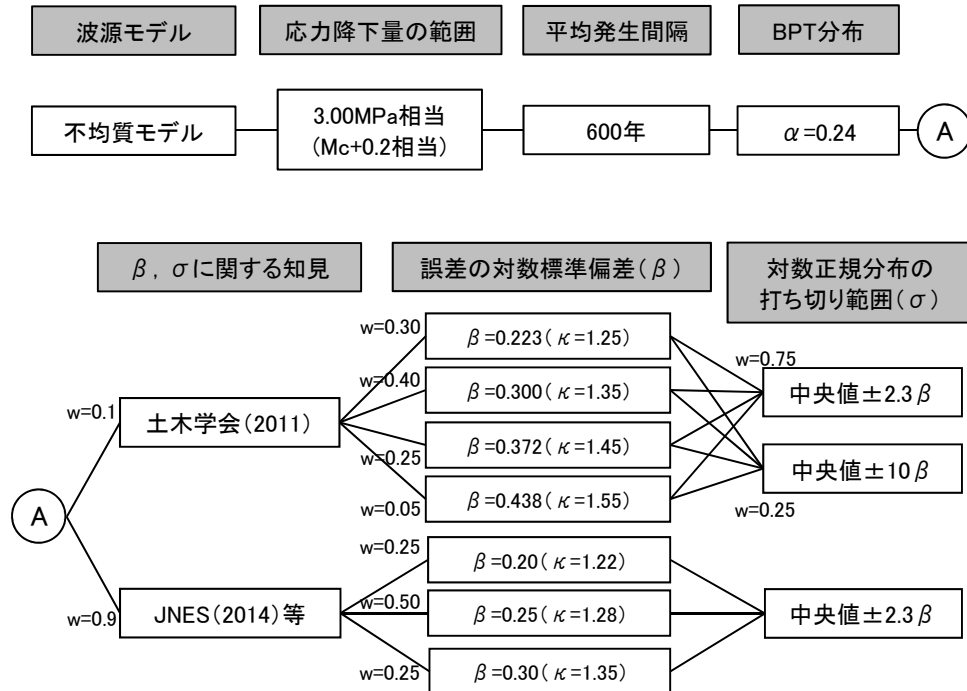 波源モデル
応力降下量の範囲
平均発生間隔
BPT分布
不均質モデル
3.00MPa相当
(Mc+0.2相当)
600年
α=0.24
A
β, σに関する知見
誤差の対数標準偏差(β)
対数正規分布の
打ち切り範囲(σ)
w=0.30
β=0.223(κ=1.25)
w=0.75
w=0.40
β=0.300(κ=1.35)
中央値±2.3β
w=0.1
土木学会(2011)
β=0.372(κ=1.45)
w=0.25
中央値±10β
β=0.438(κ=1.55)
w=0.05
w=0.25
A
w=0.25
β=0.20(κ=1.22)
w=0.9
JNES(2014)等
w=0.50
β=0.25(κ=1.28)
中央値±2.3β
w=0.25
β=0.30(κ=1.35)